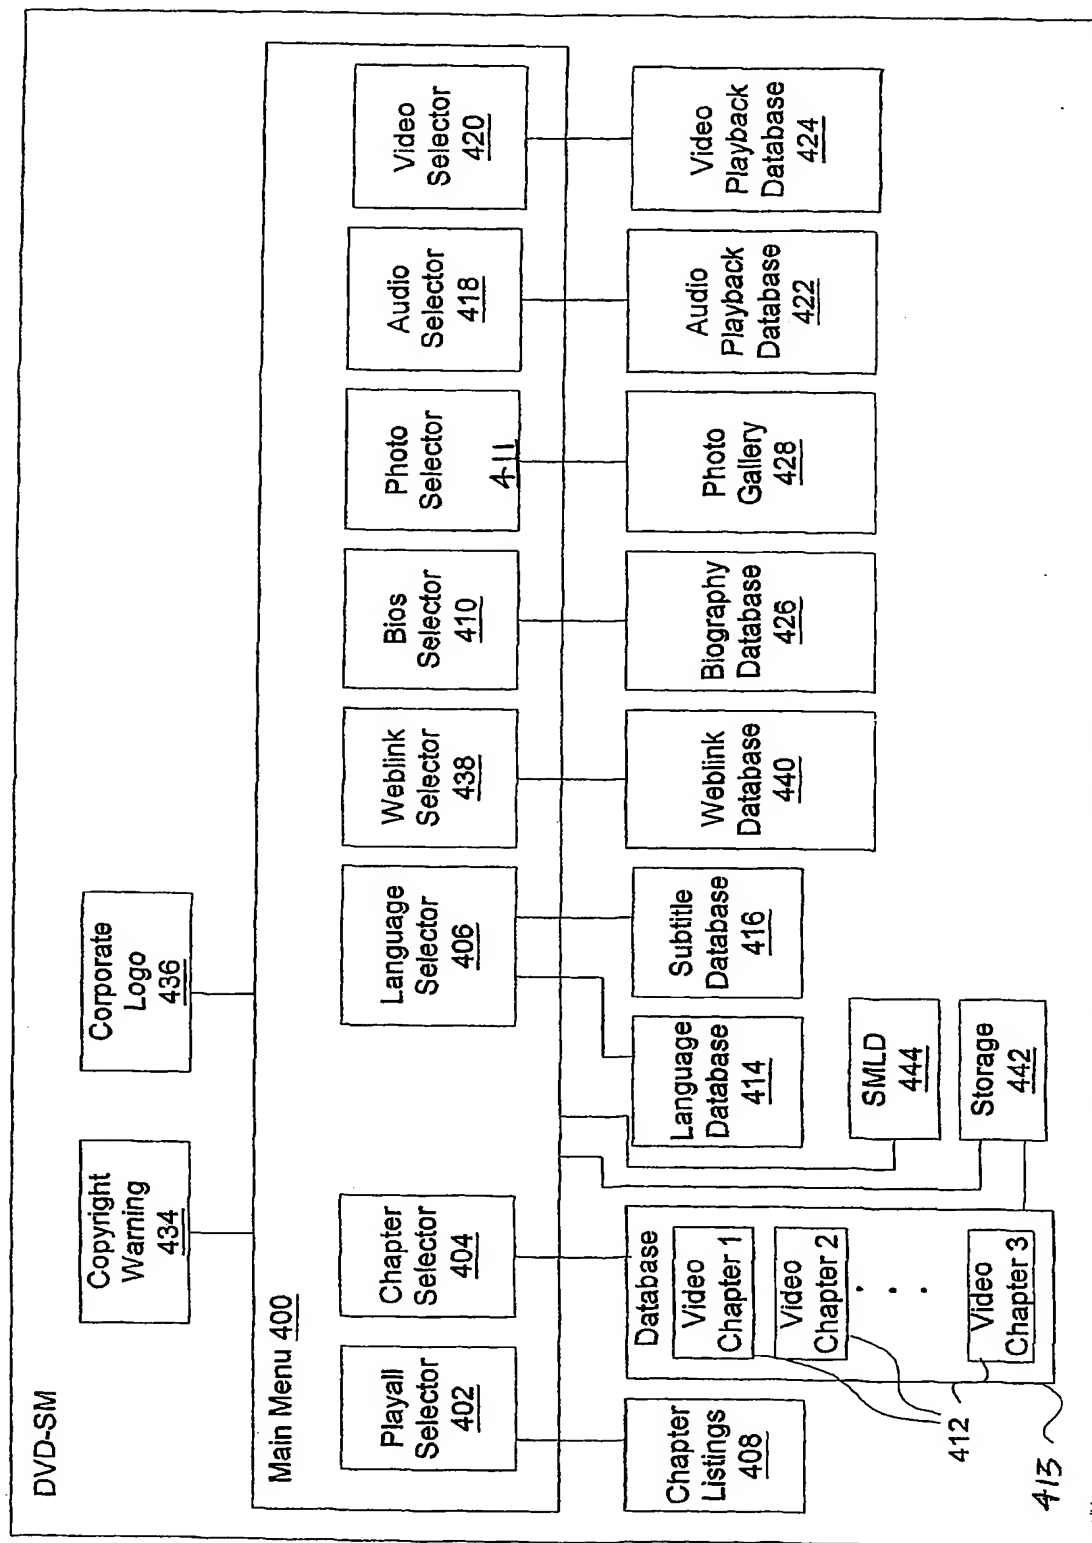 DVD-SM
Copyright
Warning
434
Corporate
Logo
436
Main Menu 400
Playall
Selector
402
Chapter
Selector
404
Language
Selector
406
Weblink
Selector
438
Bios
Selector
410
Photo
Selector
411
Audio
Selector
418
Video
Selector
420
Chapter
Listings
408
Database
Video
Chapter 1
Video
Chapter 2
Video
Chapter 3
412
413
Language
Database
414
Subtitle
Database
416
SMLD
444
Storage
442
Weblink
Database
440
Biography
Database
426
Photo
Gallery
428
Audio
Playback
Database
422
Video
Playback
Database
424